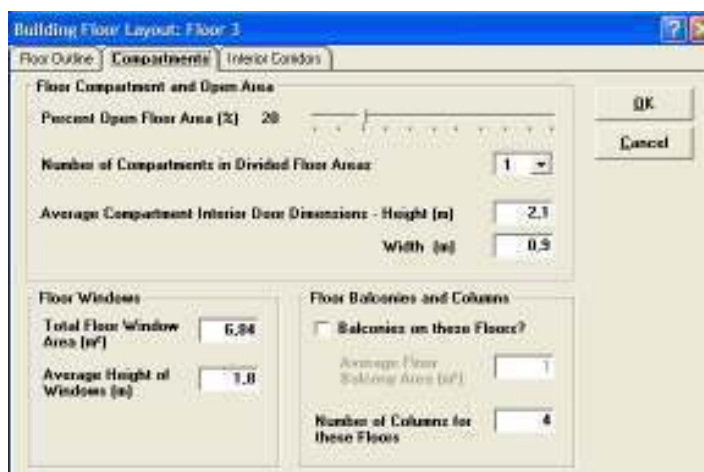 Building Floor Layout: Floor 3
Floor Outline Compartments Interior Corridors
Floor Compartment and Open Area
Percent Open Floor Area (%) 20
OK
Cancel
Number of Compartments in Divided Floor Areas 1
Average Compartment Interior Door Dimensions - Height (m) 2,1
Width (m) 0,9
Floor Windows
Total Floor Window
Area (m²) 6,84
Average Height of
Windows (m) 1,8
Floor Balconies and Columns
Balconies on these Floors?
Average Floor
Balcony Area (m²) 1
Number of Columns for
these Floors 4